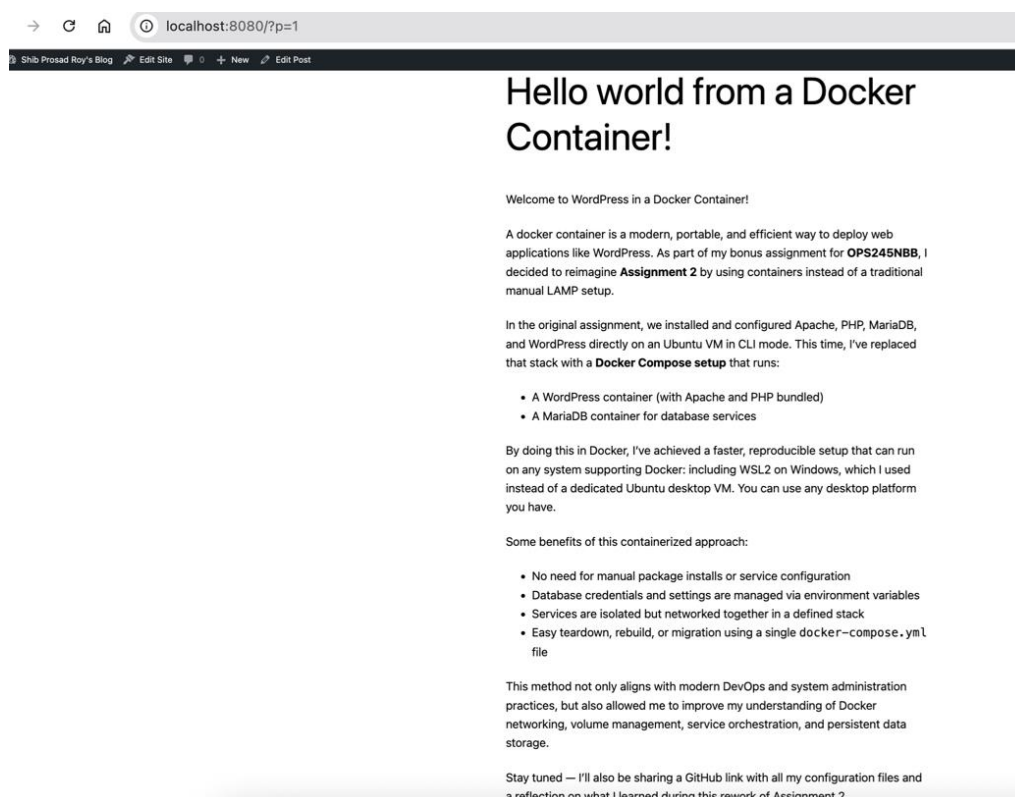 localhost:8080/?p=1
Shib Prosad Roy's Blog Edit Site 0 New Edit Post
Hello world from a Docker
Container!
Welcome to WordPress in a Docker Container!
A docker container is a modern, portable, and efficient way to deploy web
applications like WordPress. As part of my bonus assignment for OPS245NBB, I
decided to reimagine Assignment 2 by using containers instead of a traditional
manual LAMP setup.
In the original assignment, we installed and configured Apache, PHP, MariaDB,
and WordPress directly on an Ubuntu VM in CLI mode. This time, I've replaced
that stack with a Docker Compose setup that runs:
• A WordPress container (with Apache and PHP bundled)
• A MariaDB container for database services
By doing this in Docker, I've achieved a faster, reproducible setup that can run
on any system supporting Docker: including WSL2 on Windows, which I used
instead of a dedicated Ubuntu desktop VM. You can use any desktop platform
you have.
Some benefits of this containerized approach:
• No need for manual package installs or service configuration
• Database credentials and settings are managed via environment variables
• Services are isolated but networked together in a defined stack
• Easy teardown, rebuild, or migration using a single docker-compose.yml
file
This method not only aligns with modern DevOps and system administration
practices, but also allowed me to improve my understanding of Docker
networking, volume management, service orchestration, and persistent data
storage.
Stay tuned — I'll also be sharing a GitHub link with all my configuration files and
a reflection on what I learned during this rework of Assignment 2